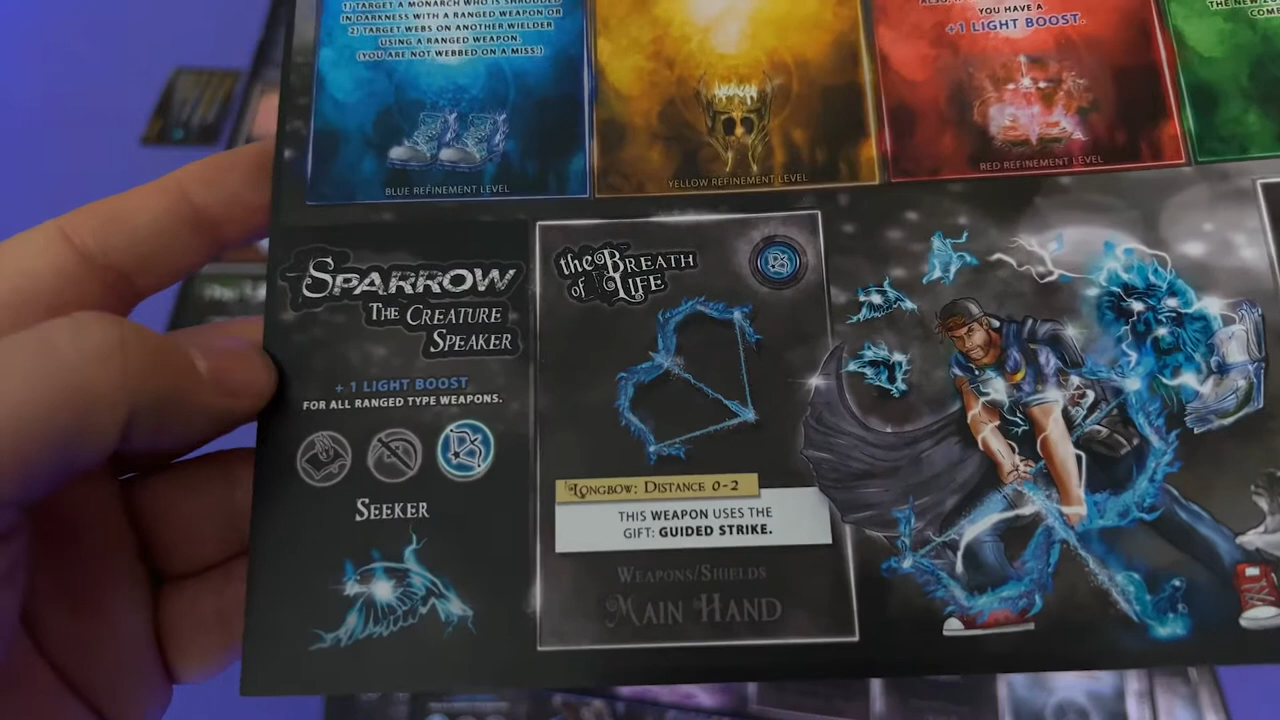 1) TARGET A MONARCH WHO IS SHROUDED
IN DARKNESS WITH A RANGED WEAPON OR
2) TARGET WEBS ON ANOTHER WIELDER
USING A RANGED WEAPON.
(YOU ARE NOT WEBBED ON A MISS.)
BLUE REFINEMENT LEVEL
YELLOW REFINEMENT LEVEL
YOU HAVE A
+1 LIGHT BOOST.
RED REFINEMENT LEVEL
THE NEW
COME
SPARROW
THE CREATURE
SPEAKER
+ 1 LIGHT BOOST
FOR ALL RANGED TYPE WEAPONS.
SEEKER
the BREATH
of LIFE
LONGBOW: DISTANCE 0-2
THIS WEAPON USES THE
GIFT: GUIDED STRIKE.
WEAPONS/SHIELDS
MAIN HAND